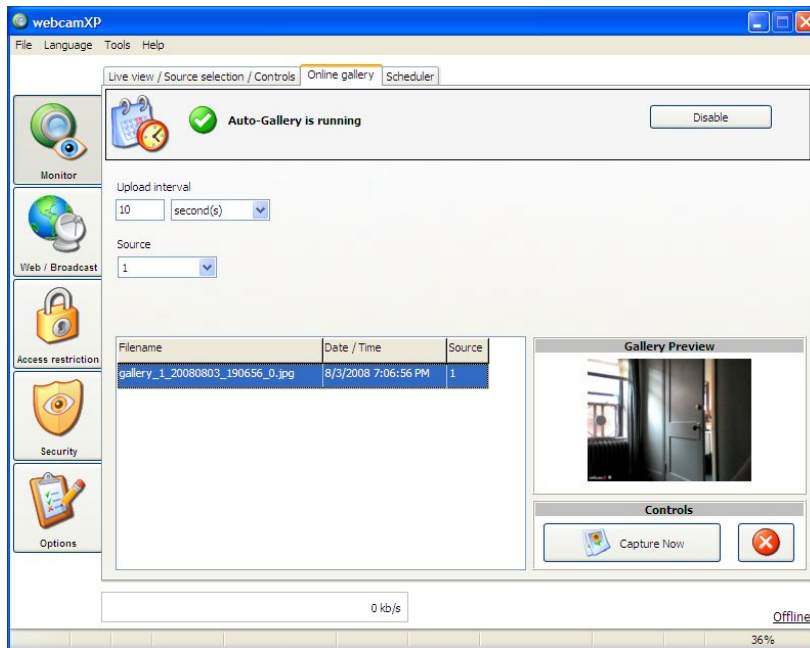 webcamXP
File Language Tools Help
Live view / Source selection / Controls Online gallery Scheduler
Auto-Gallery is running
Disable
Monitor
Upload interval
10 second(s)
Source
1
Web / Broadcast
Access restriction
Filename Date / Time Source
gallery_1_20080803_190656_0.jpg 8/3/2008 7:06:56 PM 1
Gallery Preview
Security
Controls
Capture Now
Options
0 kb/s
Offline
36%